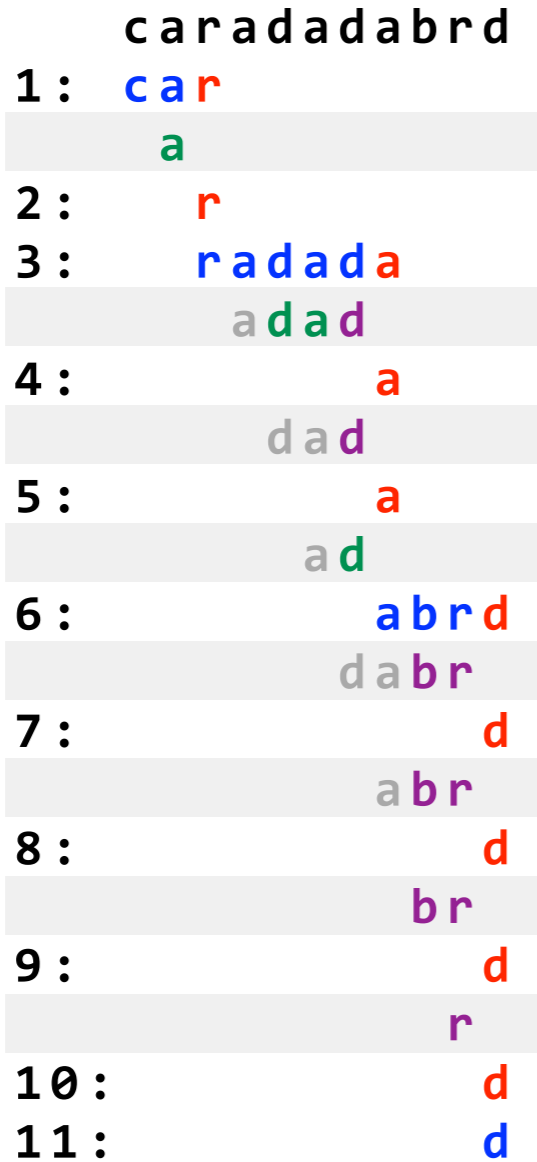 caradadabrd
1: car
a
2: r
3: radada
adad
4: a
dad
5: a
ad
6: abrd
dabr
7: d
abr
8: d
br
9: d
r
10: d
11: d